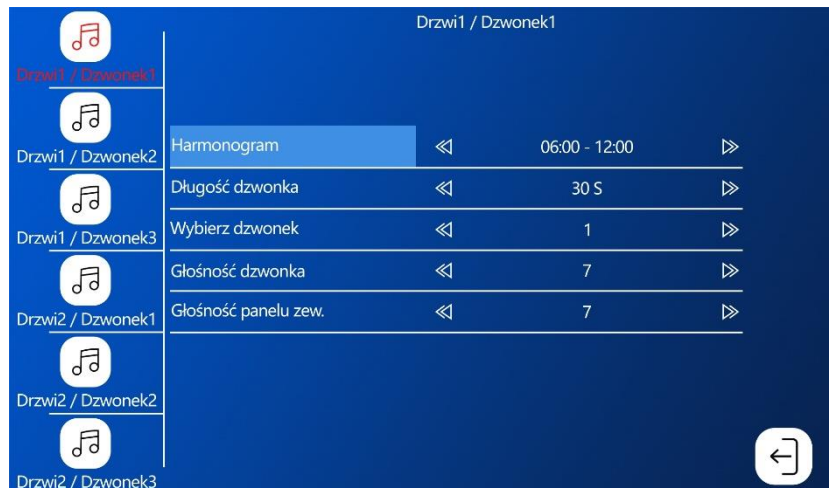 Drzwi1 / Dzwonek1
Drzwi1 / Dzwonek1
Drzwi1 / Dzwonek2
Drzwi1 / Dzwonek3
Drzwi2 / Dzwonek1
Drzwi2 / Dzwonek2
Drzwi2 / Dzwonek3
Harmonogram 06:00 - 12:00
Długość dzwonka 30 S
Wybierz dzwonek 1
Głośność dzwonka 7
Głośność panelu zew. 7